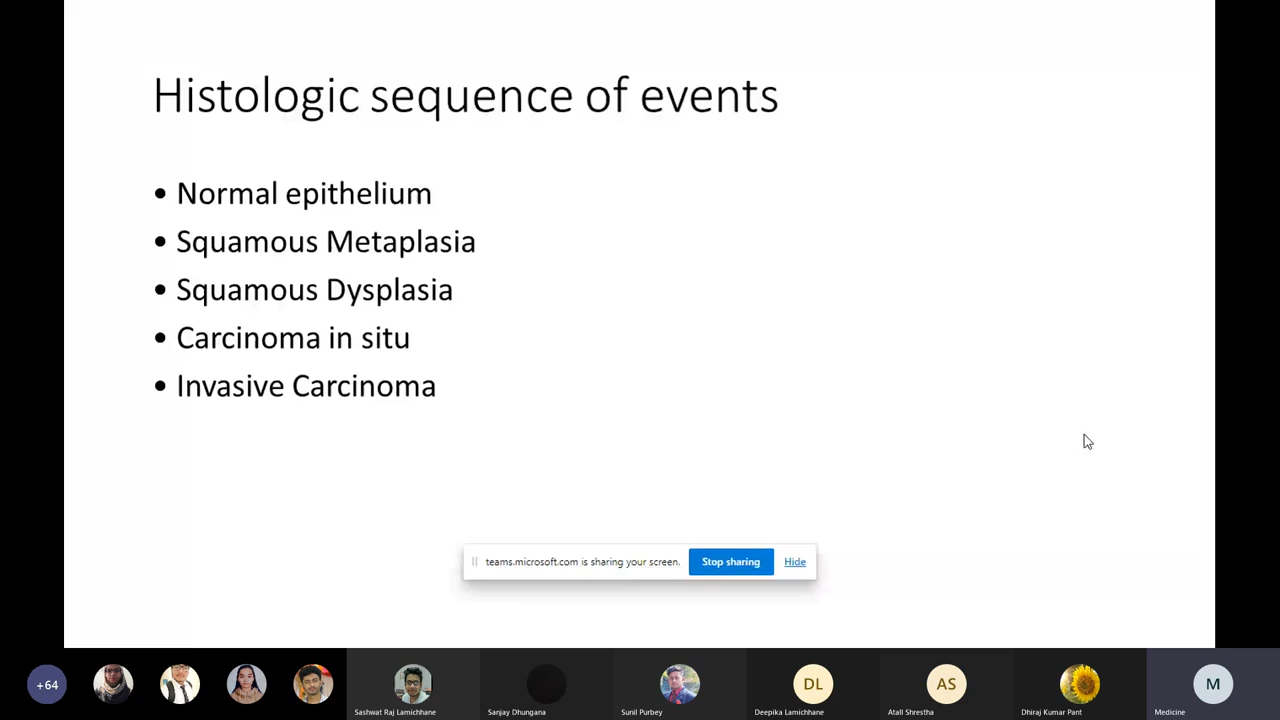 Histologic sequence of events
• Normal epithelium
• Squamous Metaplasia
• Squamous Dysplasia
• Carcinoma in situ
• Invasive Carcinoma
teams.microsoft.com is sharing your screen. Stop sharing Hide
+64
DL
AS
M
Sashwat Raj Lamichhane
Sanjay Dhungana
Sunil Purbey
Deepika Lamichhane
Atall Shrestha
Dhiraj Kumar Pant
Medicine